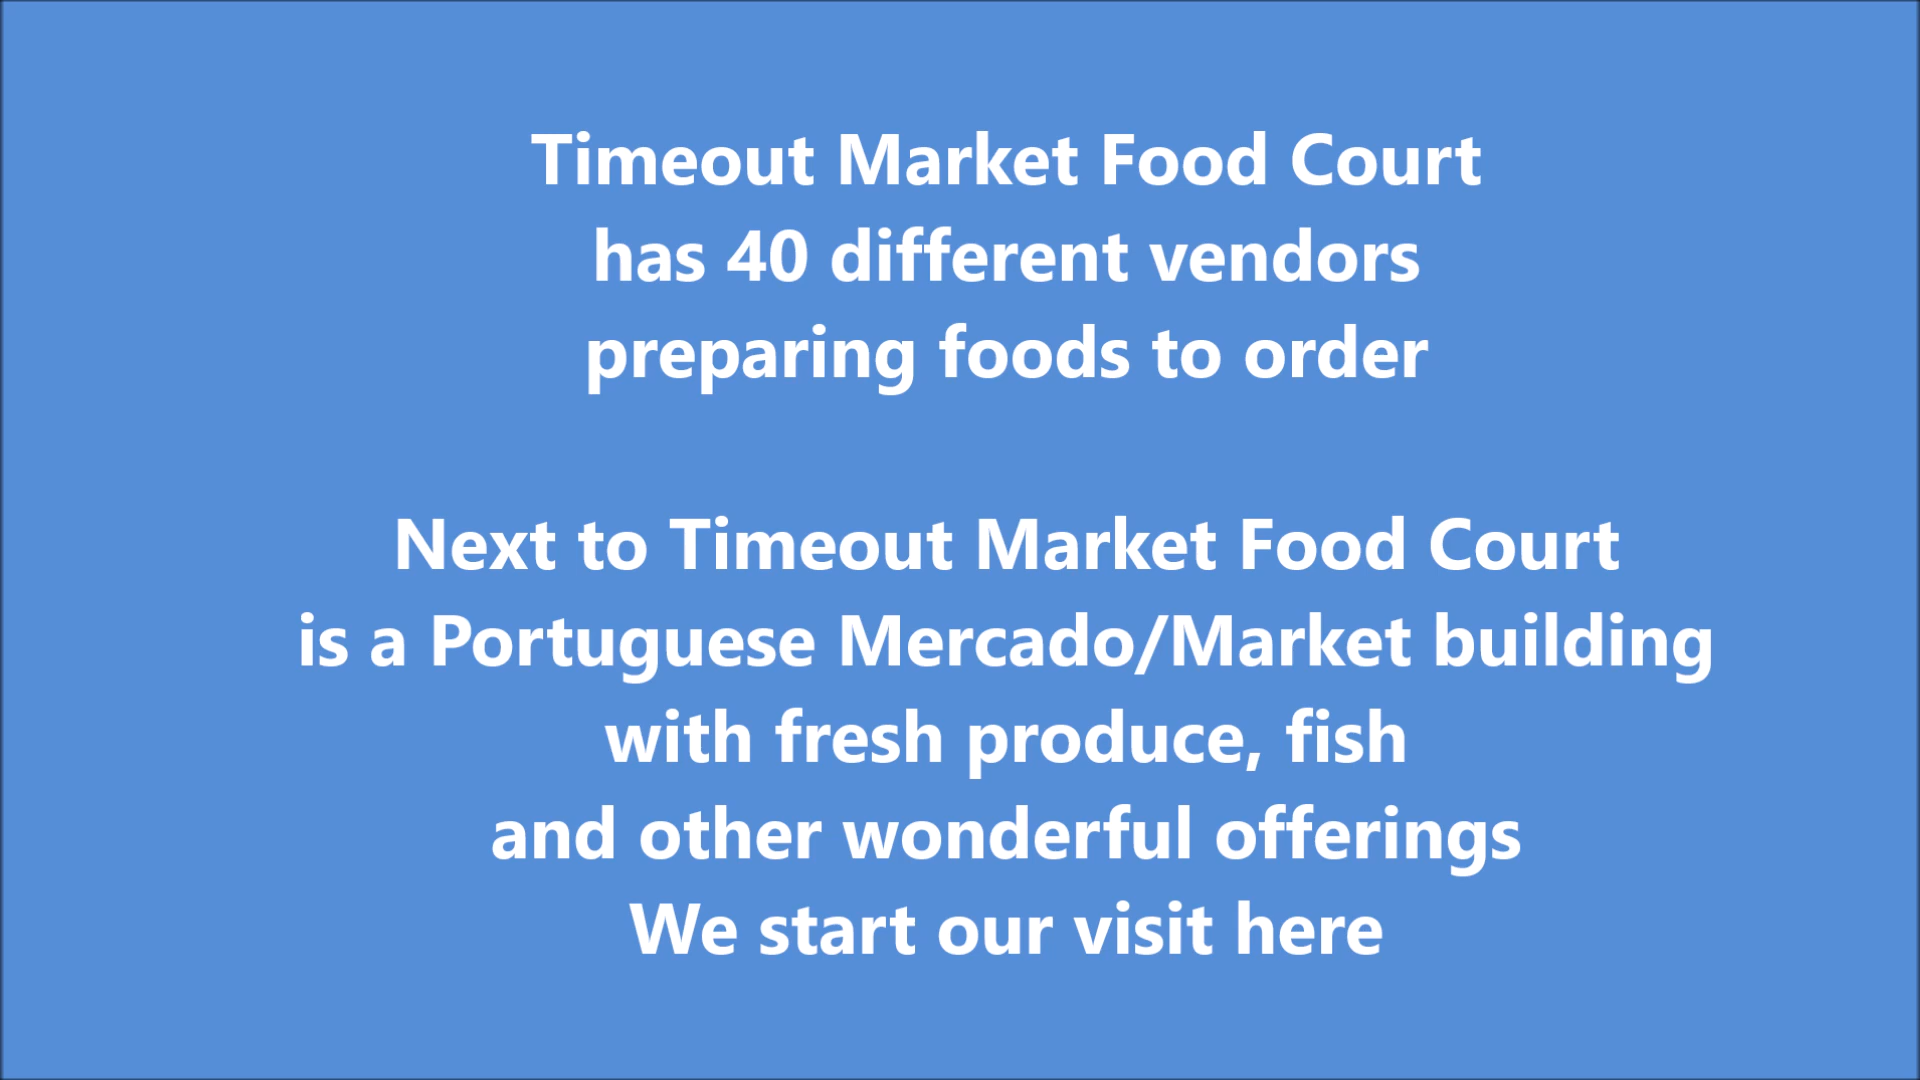 Timeout Market Food Court
has 40 different vendors
preparing foods to order
Next to Timeout Market Food Court
is a Portuguese Mercado/Market building
with fresh produce, fish
and other wonderful offerings
We start our visit here